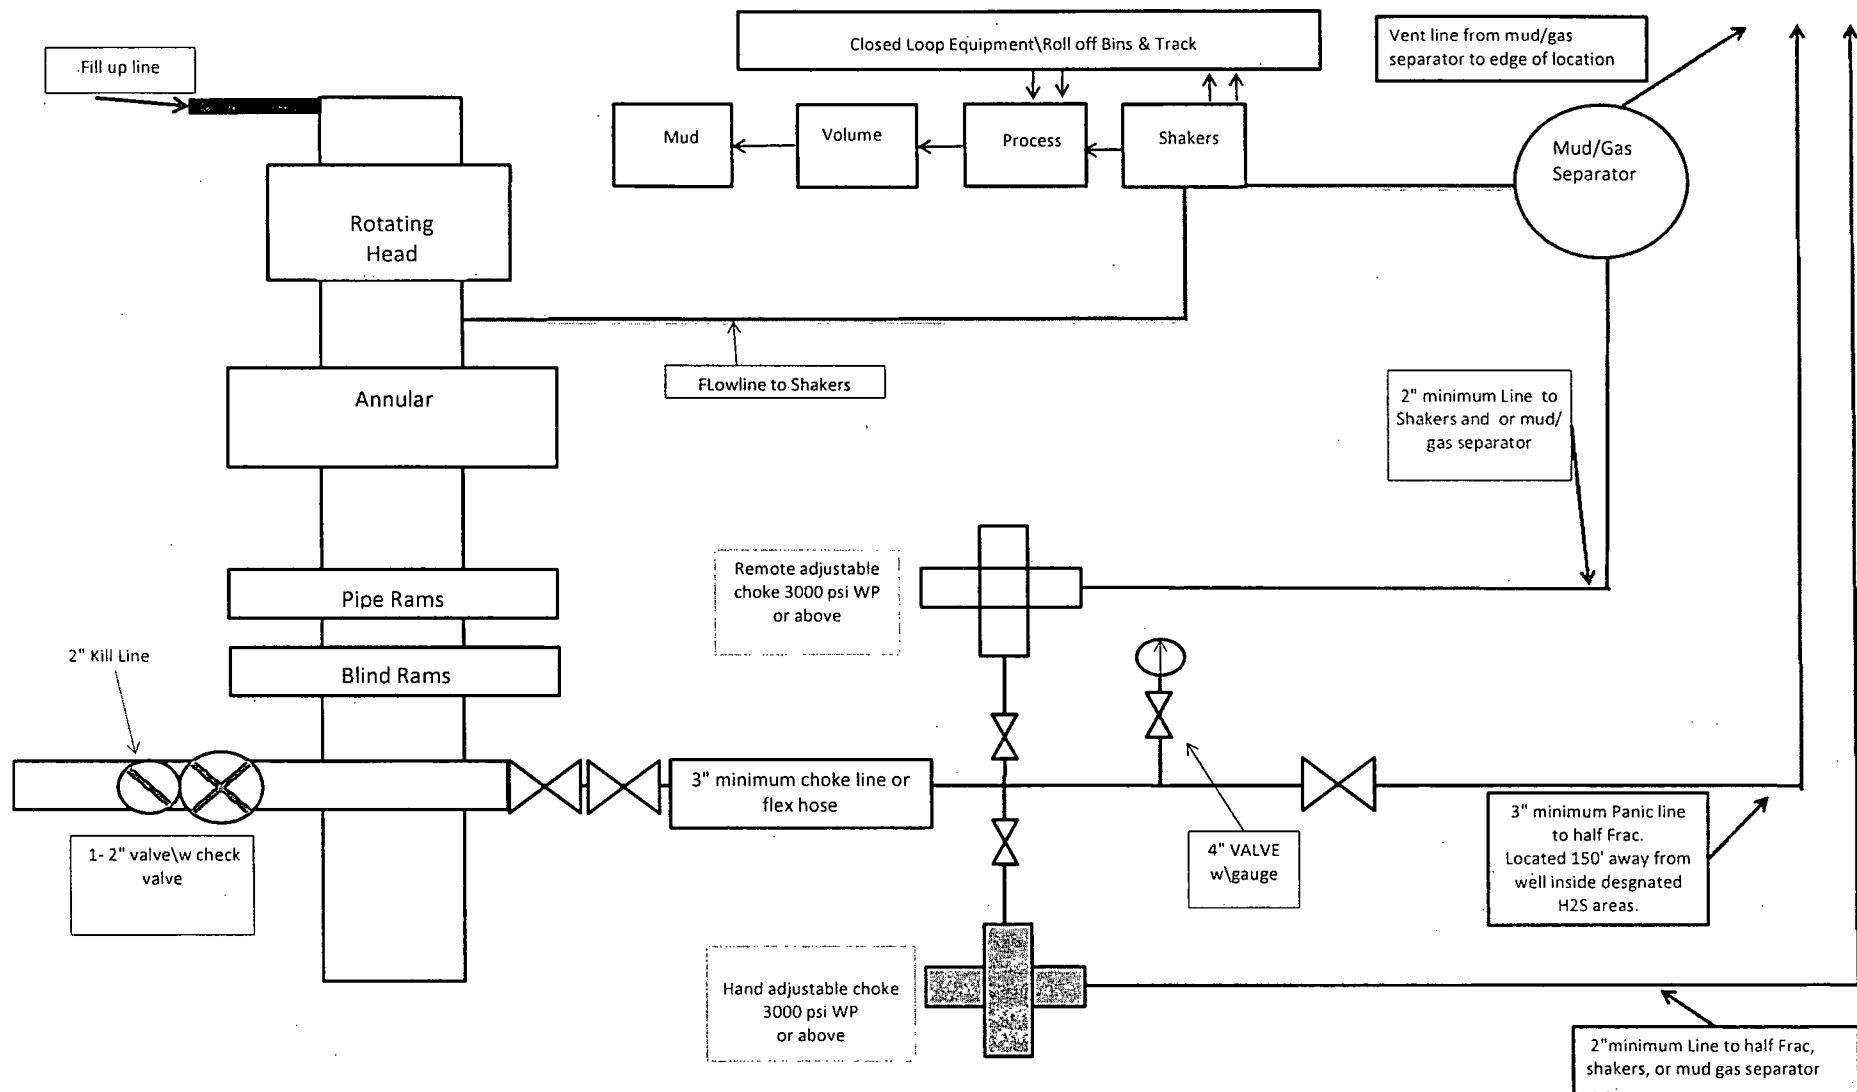 Fill up line
Closed Loop Equipment\Roll off Bins & Track
Vent line from mud/gas
separator to edge of location
Mud
Volume
Process
Shakers
Mud/Gas
Separator
Rotating
Head
FLowline to Shakers
Annular
2" minimum Line to
Shakers and or mud/
gas separator
Remote adjustable
choke 3000 psi WP
or above
Pipe Rams
2" Kill Line
Blind Rams
3" minimum choke line or
flex hose
1- 2" valve\w check
valve
4" VALVE
w\gauge
3" minimum Panic line
to half Frac.
Located 150' away from
well inside desgnated
H2S areas.
Hand adjustable choke
3000 psi WP
or above
2"minimum Line to half Frac,
shakers, or mud gas separator